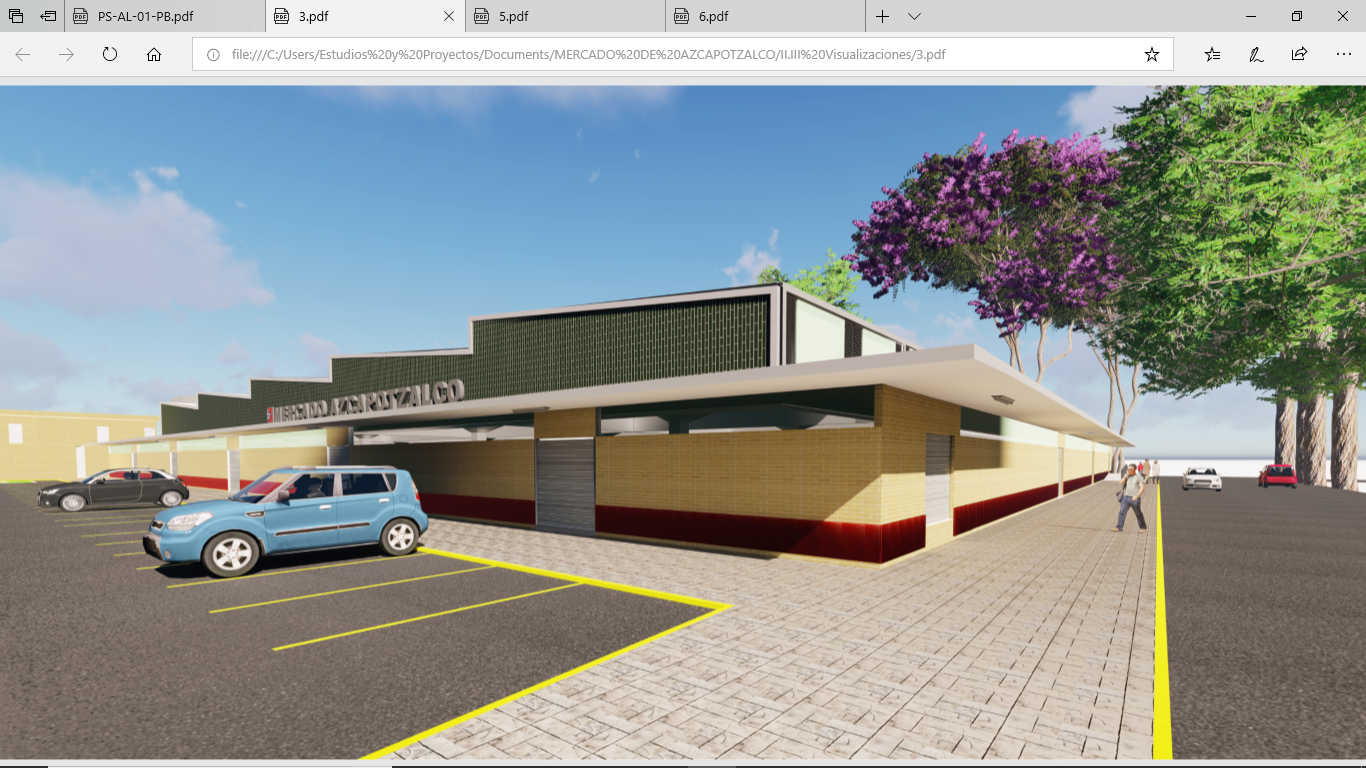 PS-AL-01-PB.pdf
3.pdf
5.pdf
6.pdf
file:///C:/Users/Estudios%20y%20Proyectos/Documents/MERCADO%20DE%20AZCAPOTZALCO/II.III%20Visualizaciones/3.pdf
MERCADO AZCAPOTZALCO